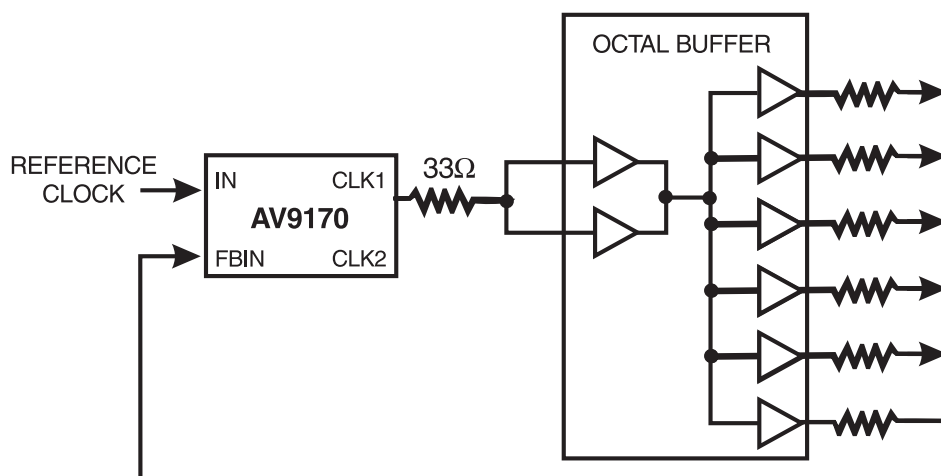 OCTAL BUFFER
REFERENCE
CLOCK
33Ω
IN
CLK1
AV9170
FBIN
CLK2